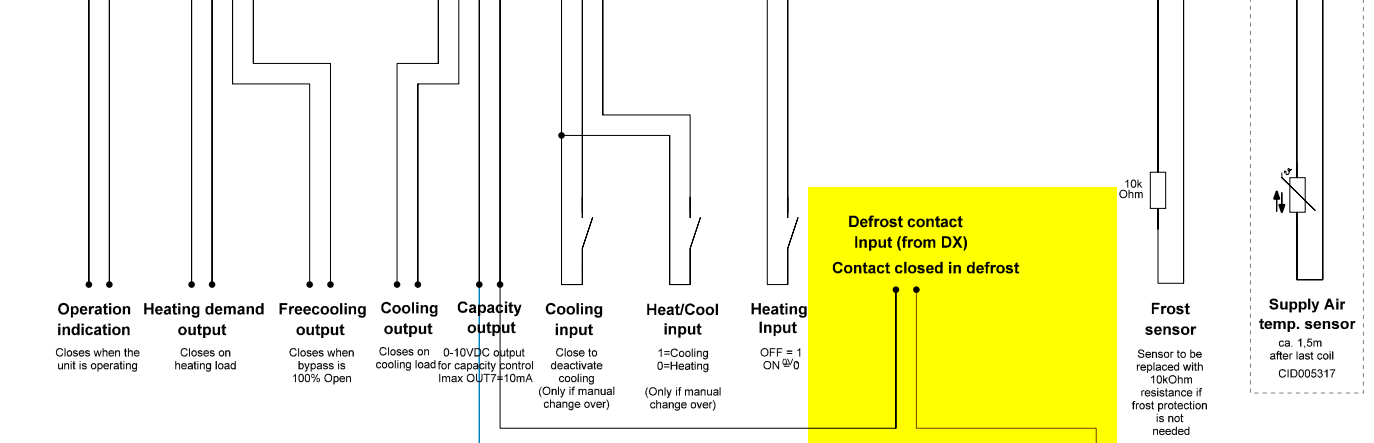 10k
Ohm
Defrost contact
Input (from DX)
Contact closed in defrost
Operation
indication
Closes when the
unit is operating
Heating demand
output
Closes on
heating load
Freecooling
output
Closes when
bypass is
100% Open
Cooling
output
Closes on
cooling load
Capacity
output
0-10VDC output
for capacity control
Imax OUT7=10mA
Cooling
input
Close to
deactivate
cooling
(Only if manual
change over)
Heat/Cool
input
1=Cooling
0=Heating
(Only if manual
change over)
Heating
Input
OFF = 1
ON = 0
0V
Frost
sensor
Sensor to be
replaced with
10kOhm
resistance if
frost protection
is not
needed
Supply Air
temp. sensor
ca. 1,5m
after last coil
CID005317